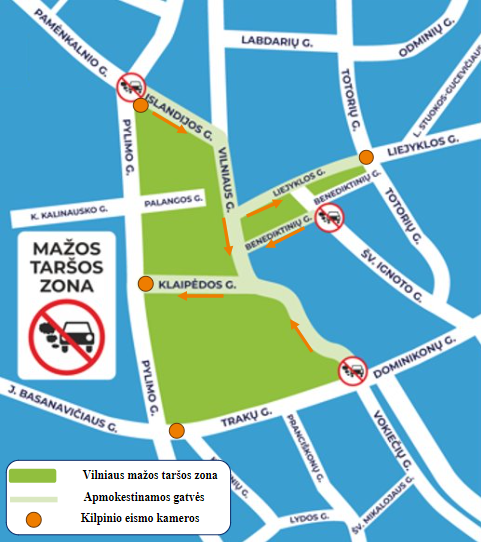 PAMĖNKALNIO G.
LABDARIŲ G.
ODMINIŲ G.
L. STUOKOS-GUCEVIČIAUS
ISLANDIJOS G.
TOTORIŲ G.
LIEJYKLOS G.
PYLIMO G.
VILNIAUS G.
LIEJYKLOS G.
BENEDIKTINIŲ G.
PALANGOS G.
K. KALINAUSKO G.
TOTORIŲ G.
BENEDIKTINIŲ G.
MAŽOS
TARŠOS
ZONA
ŠV. IGNOTO G.
KLAIPĖDOS G.
DOMINIKONŲ G.
PYLIMO G.
J. BASANAVIČIAUS G.
TRAKŲ G.
VOKIEČIŲ G.
PRANCIŠKONŲ G.
LYDOS G.
ŠV. MIKALOJAUS G.
Vilniaus mažos taršos zona
Apmokestinamos gatvės
Kilpinio eismo kameros